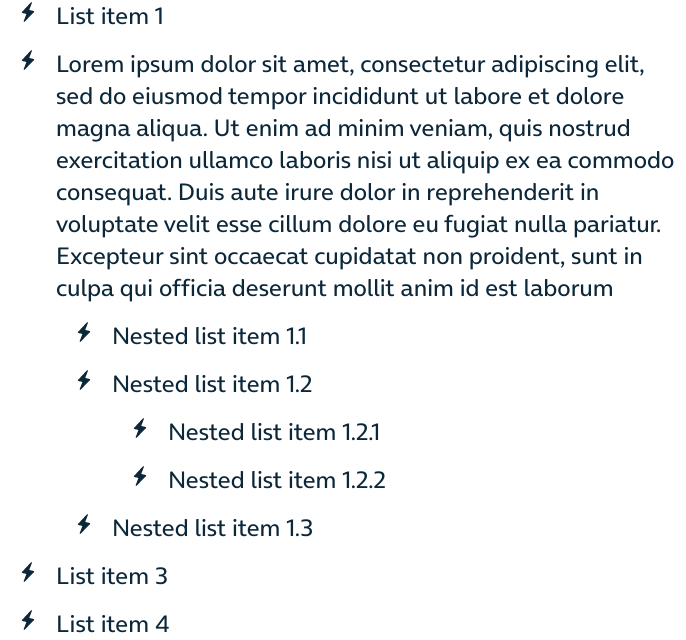 List item 1
Lorem ipsum dolor sit amet, consectetur adipiscing elit,
sed do eiusmod tempor incididunt ut labore et dolore
magna aliqua. Ut enim ad minim veniam, quis nostrud
exercitation ullamco laboris nisi ut aliquip ex ea commodo
consequat. Duis aute irure dolor in reprehenderit in
voluptate velit esse cillum dolore eu fugiat nulla pariatur.
Excepteur sint occaecat cupidatat non proident, sunt in
culpa qui officia deserunt mollit anim id est laborum
Nested list item 1.1
Nested list item 1.2
Nested list item 1.2.1
Nested list item 1.2.2
Nested list item 1.3
List item 3
List item 4